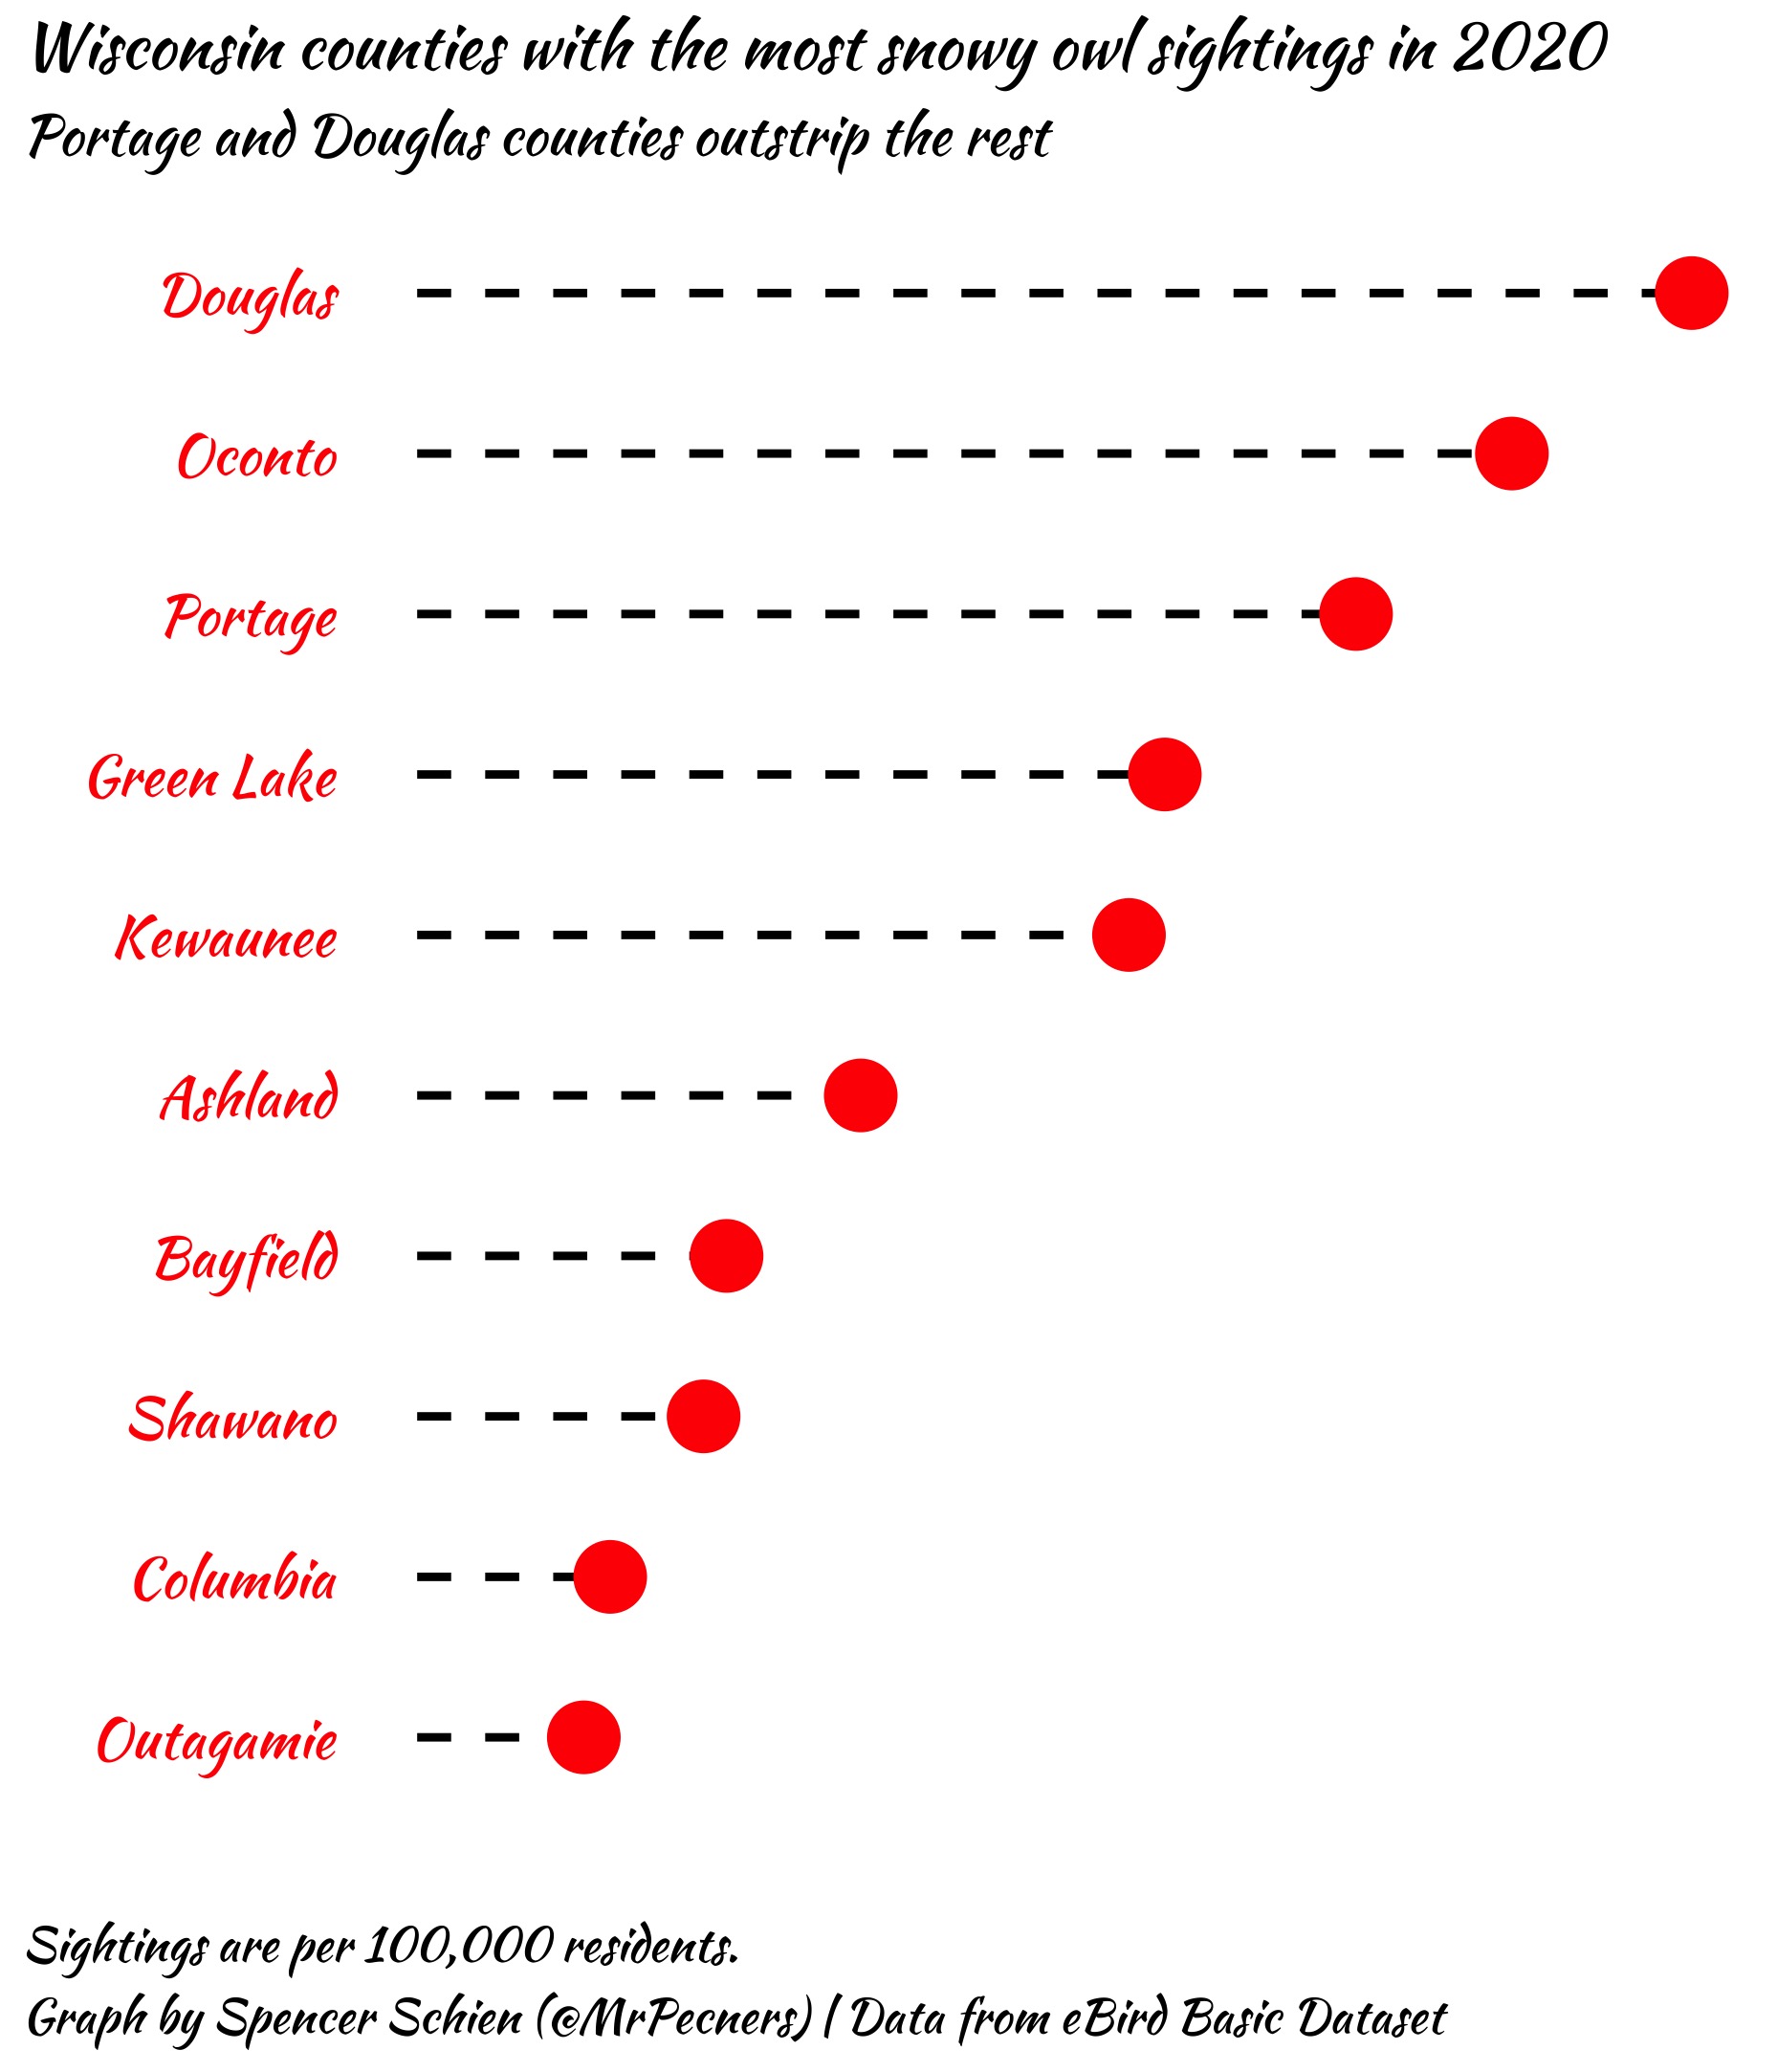 Wisconsin counties with the most snowy owl sightings in 2020
Portage and Douglas counties outstrip the rest
Douglas
Oconto
Portage
Green Lake
Kewaunee
Ashland
Bayfield
Shawano
Columbia
Outagamie
Sightings are per 100,000 residents.
Graph by Spencer Schien (@MrPecners) | Data from eBird Basic Dataset